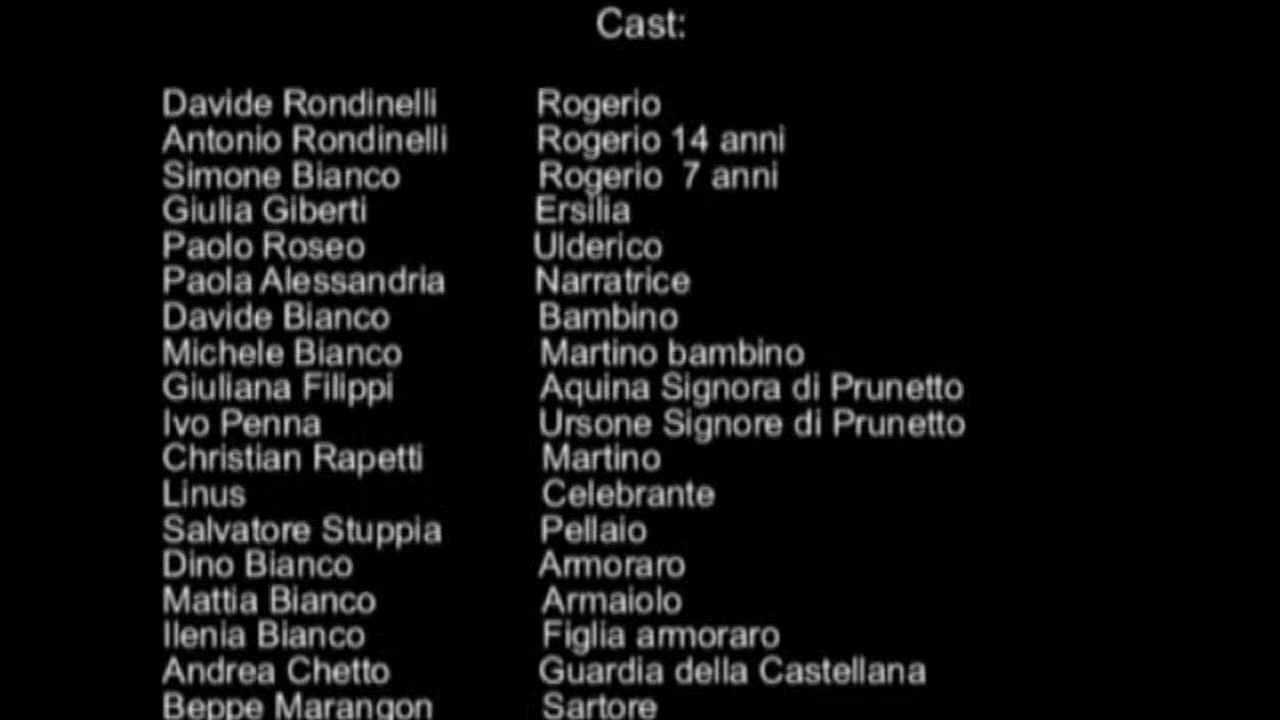 Cast:
Davide Rondinelli Rogerio
Antonio Rondinelli Rogerio 14 anni
Simone Bianco Rogerio 7 anni
Giulia Giberti Ersilia
Paolo Roseo Ulderico
Paola Alessandria Narratrice
Davide Bianco Bambino
Michele Bianco Martino bambino
Giuliana Filippi Aquina Signora di Prunetto
Ivo Penna Ursone Signore di Prunetto
Christian Rapetti Martino
Linus Celebrante
Salvatore Stuppia Pellaio
Dino Bianco Armoraro
Mattia Bianco Armaiolo
Ilenia Bianco Figlia armoraro
Andrea Chetto Guardia della Castellana
Beppe Marangon Sartore